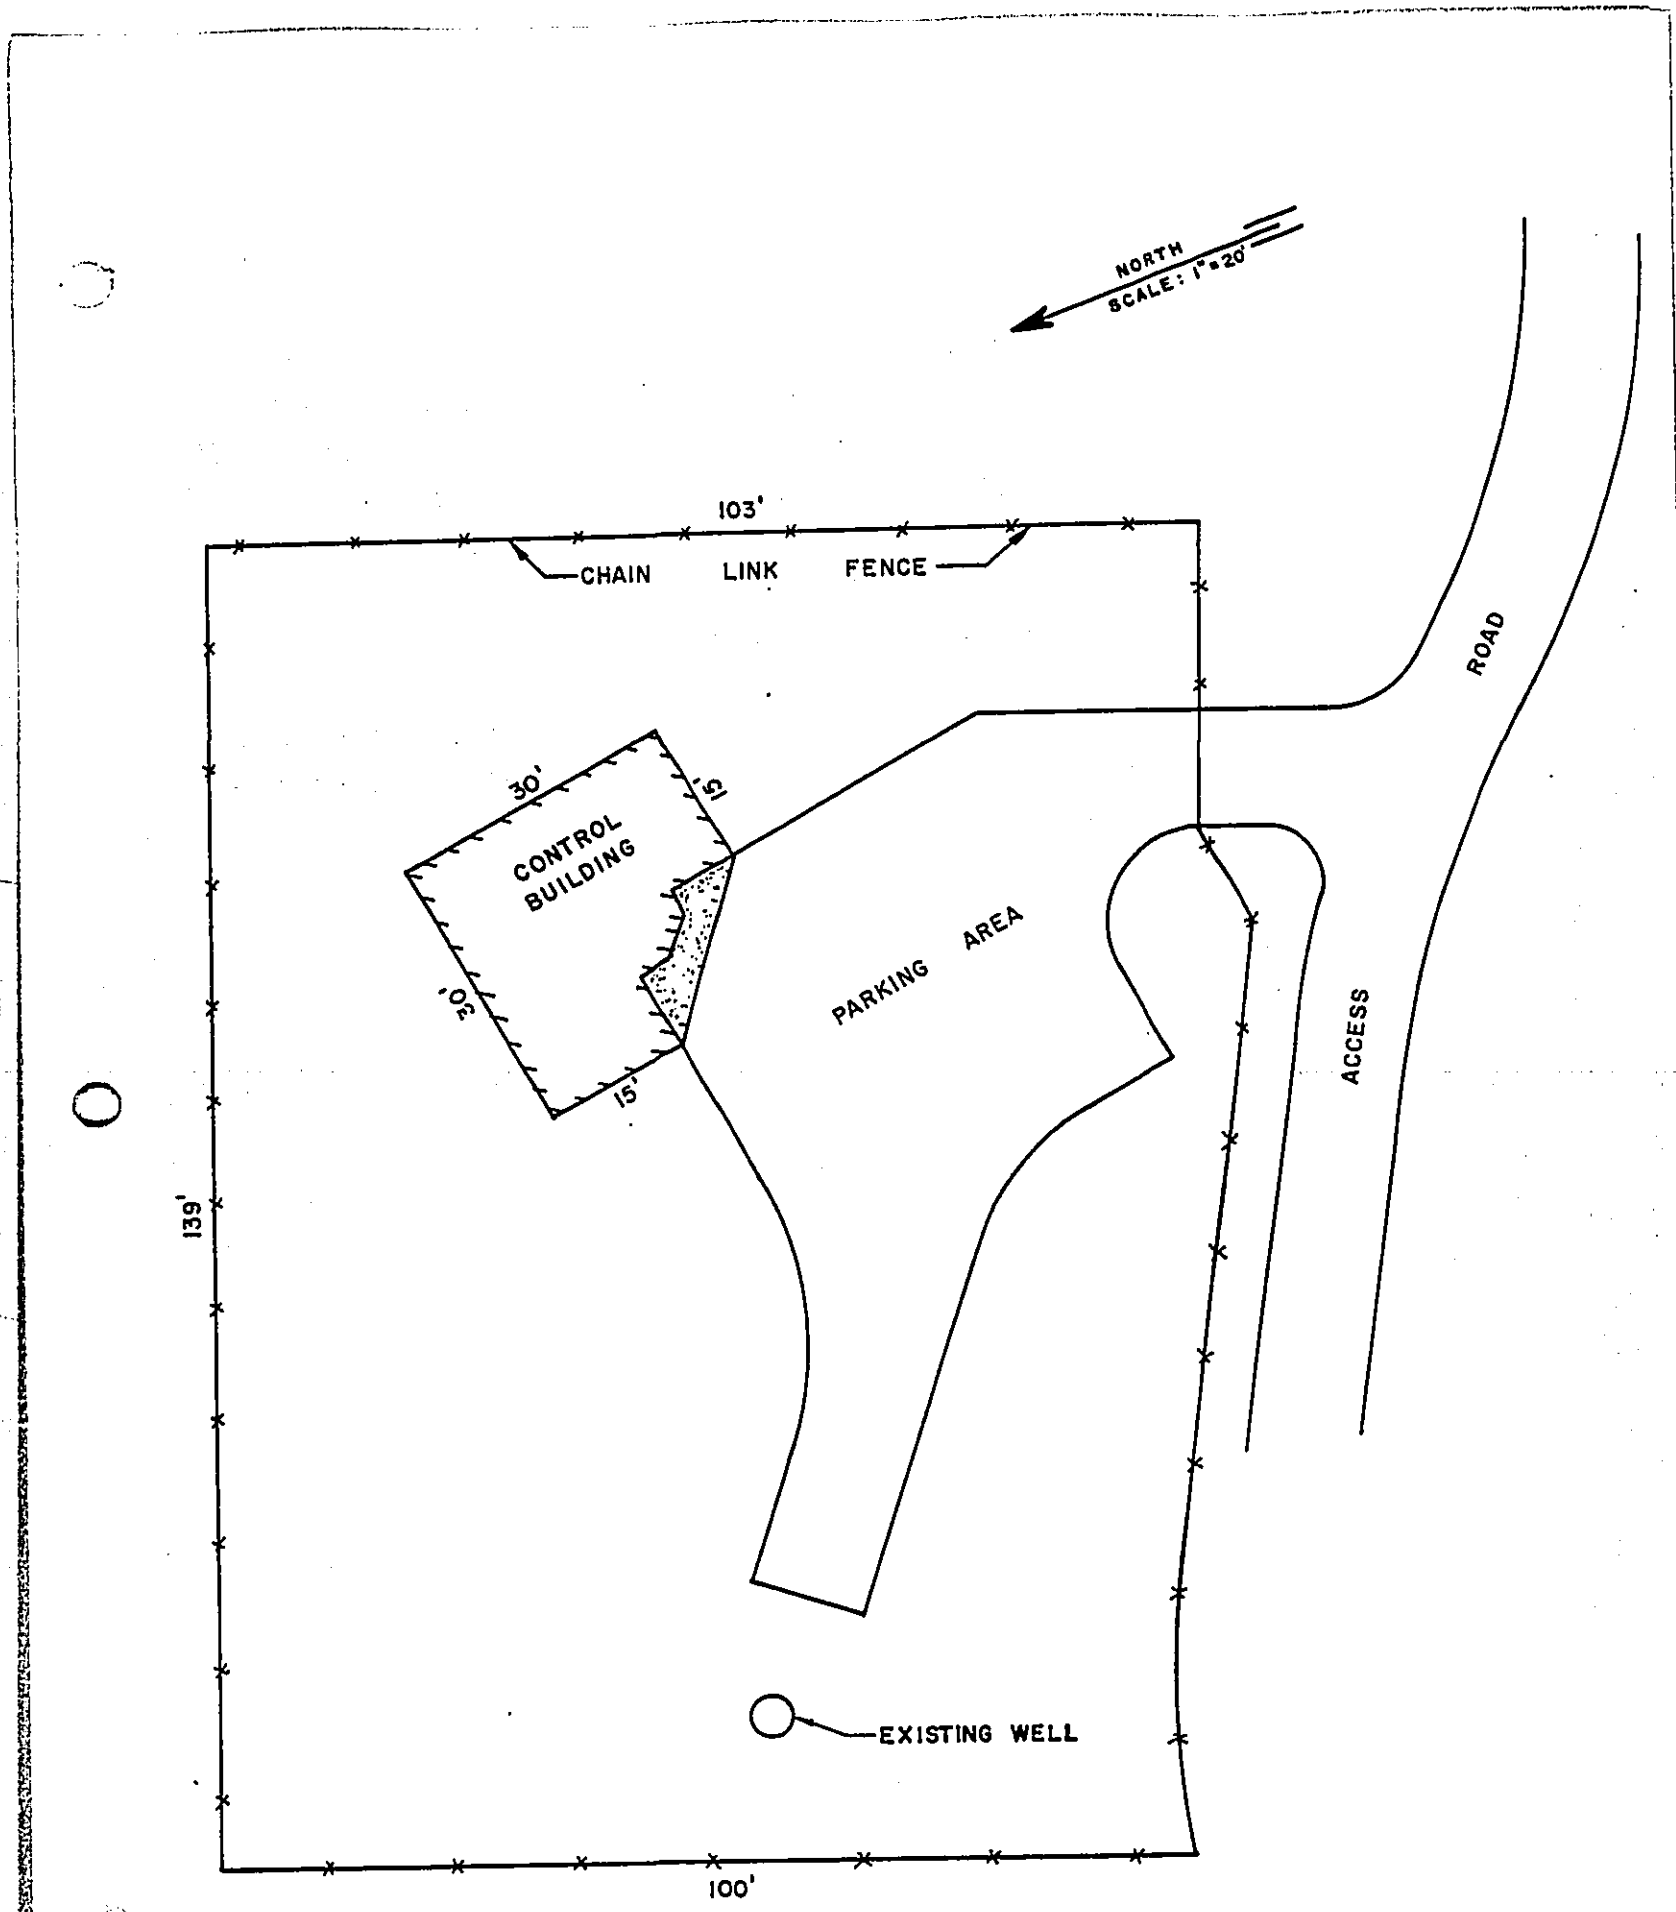 NORTH
SCALE: 1"=20'
103'
CHAIN LINK FENCE
ROAD
30'
15'
CONTROL
BUILDING
PARKING AREA
30'
15'
ACCESS
139'
EXISTING WELL
100'